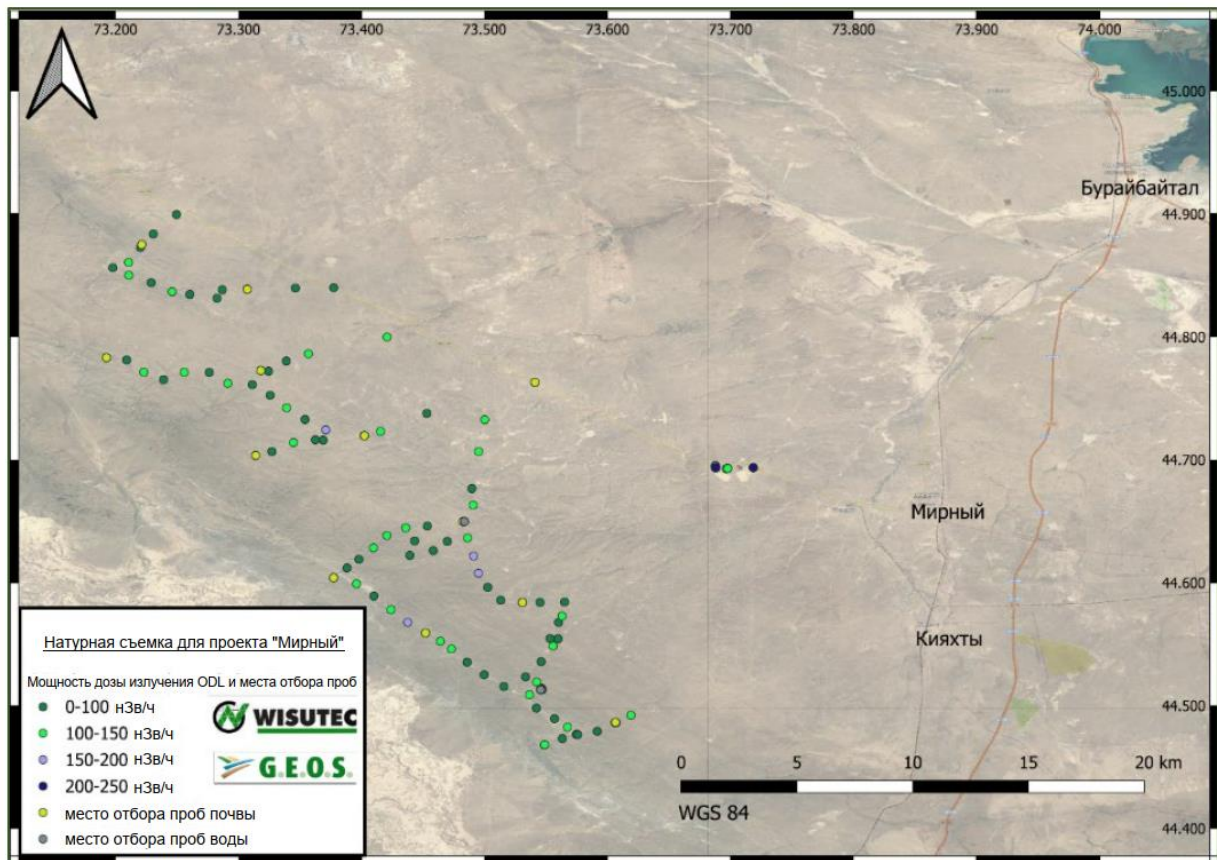 73.200 73.300 73.400 73.500 73.600 73.700 73.800 73.900 74.000
45.000
Бурайбайтал
44.900
44.800
44.700
Мирный
44.600
Кияхты
44.500
44.400
Натурная съемка для проекта "Мирный"
Мощность дозы излучения ODL и места отбора проб
0-100 нЗв/ч
100-150 нЗв/ч
150-200 нЗв/ч
200-250 нЗв/ч
место отбора проб почвы
место отбора проб воды
WISUTEC
G.E.O.S.
0 5 10 15 20 km
WGS 84